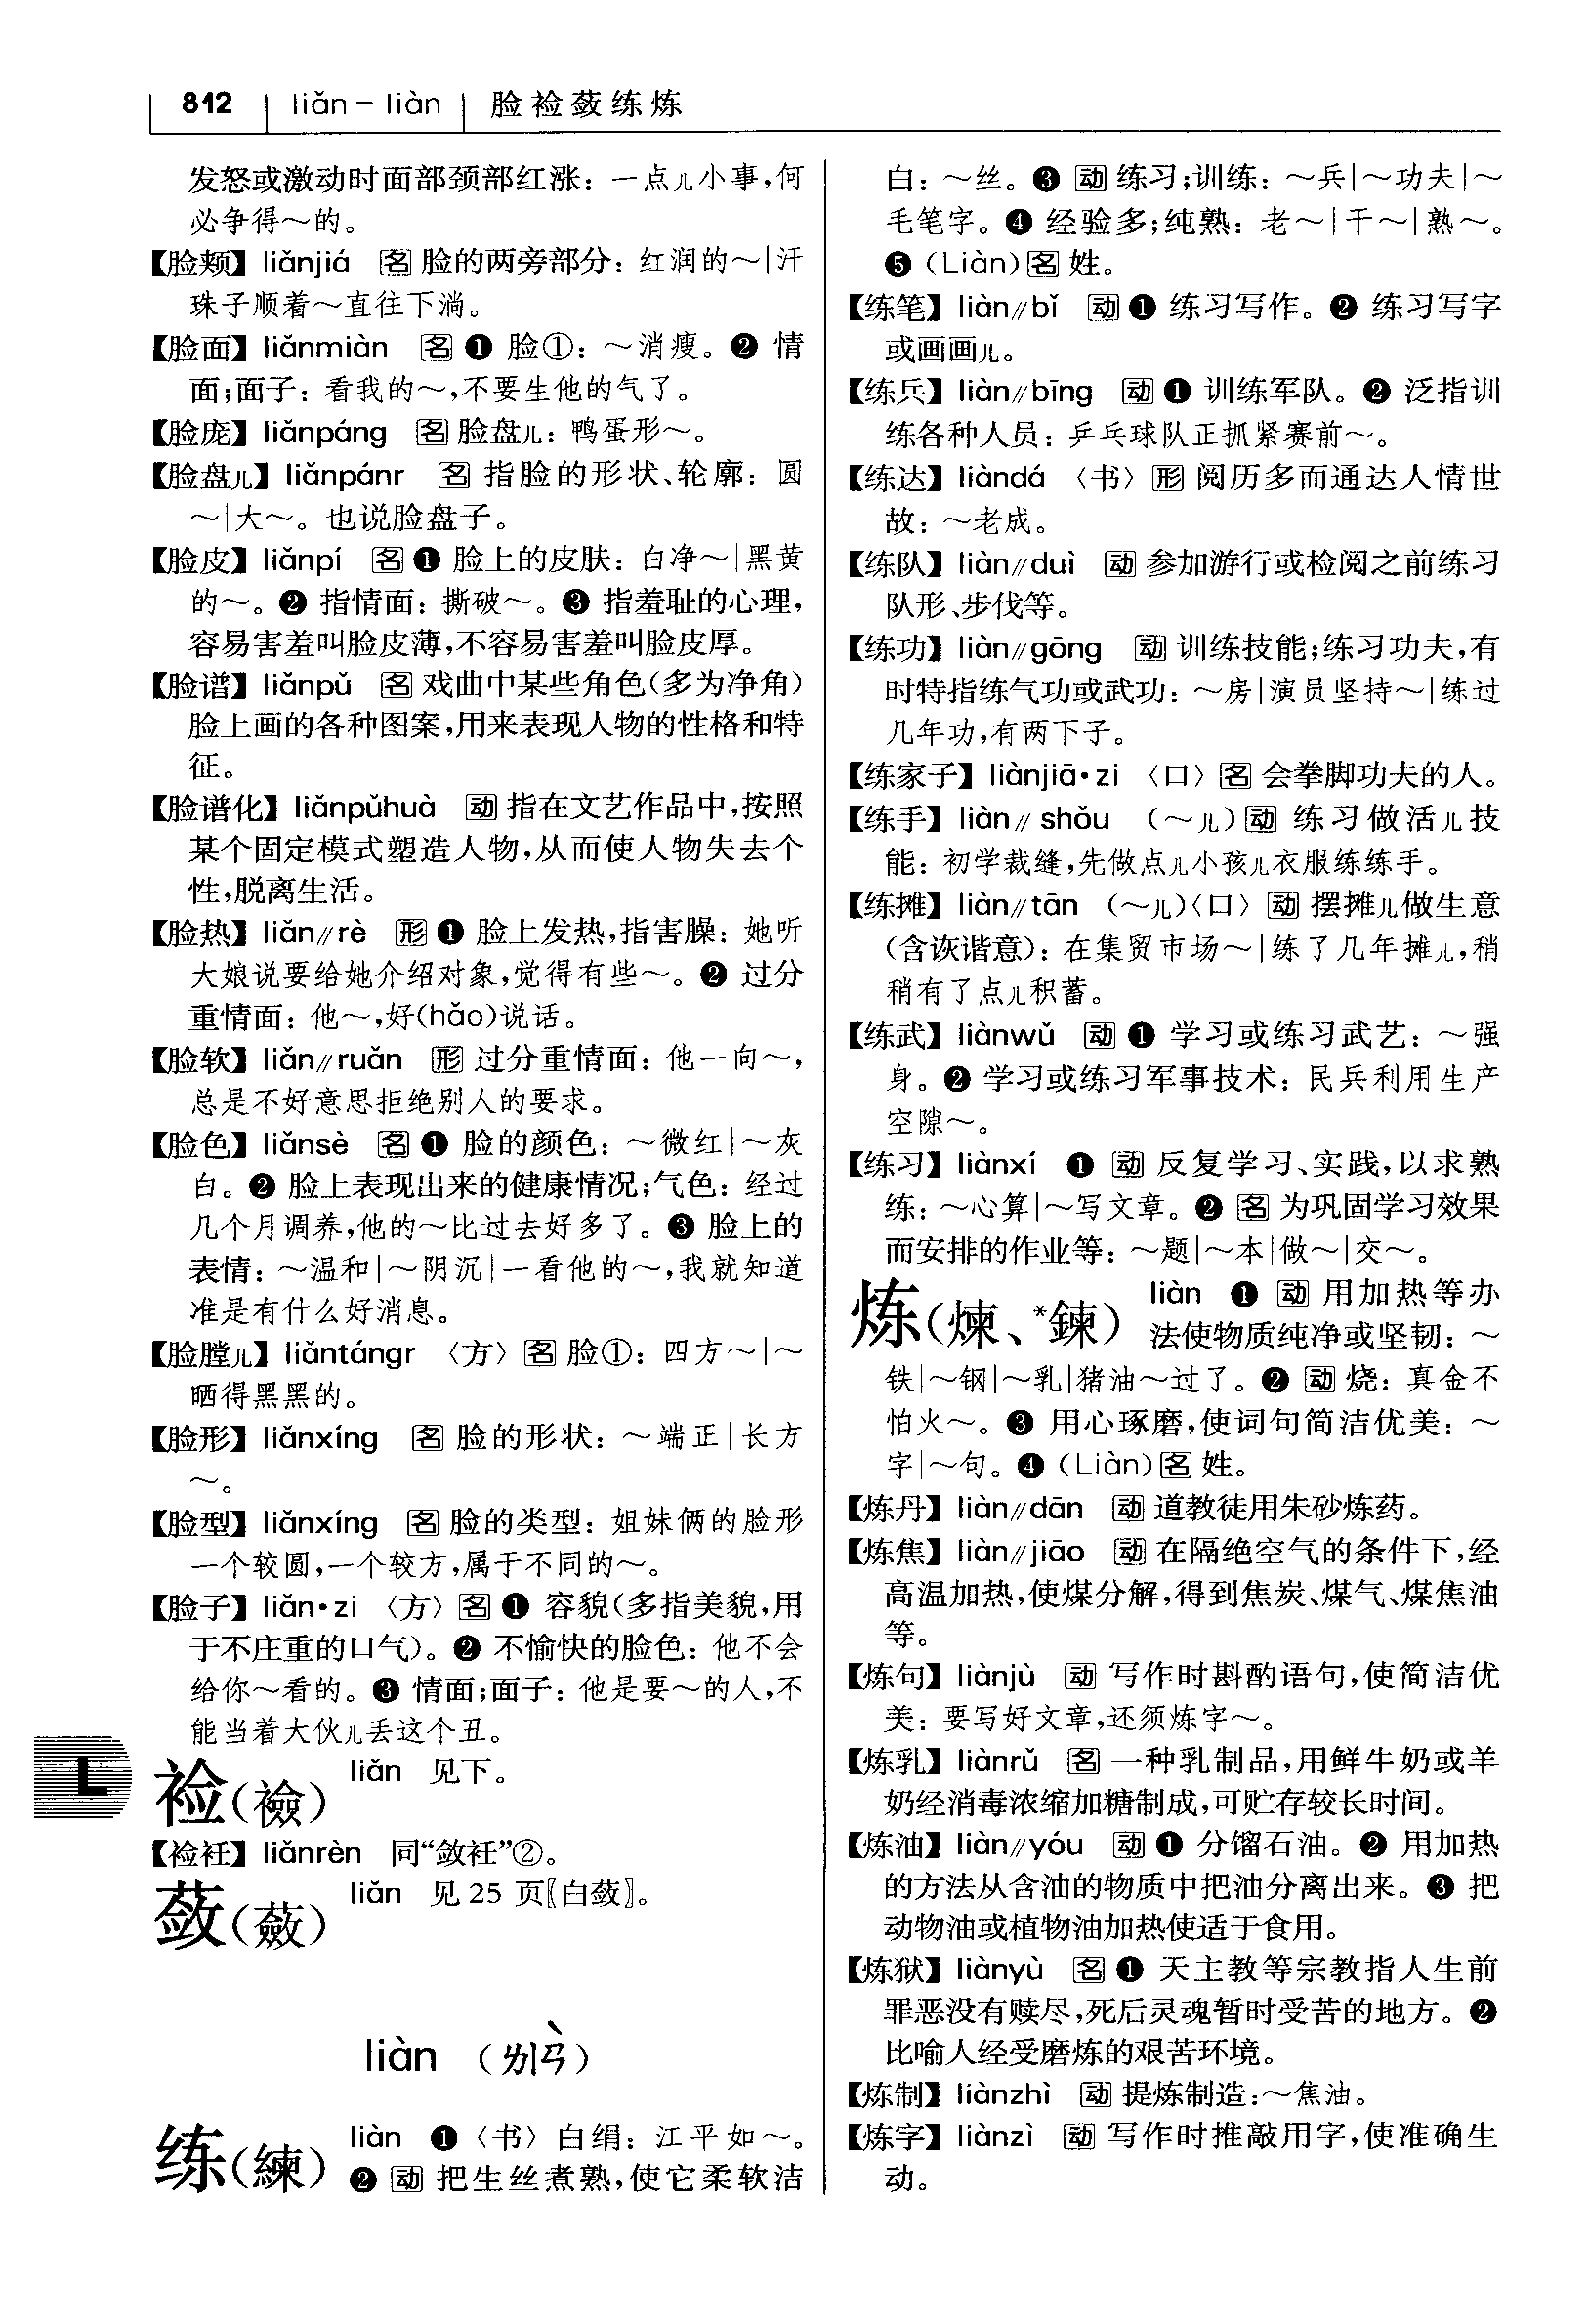 812 liǎn－liàn 脸裣蔹练炼
发怒或激动时面部颈部红涨：一点儿小事，何
必争得～的。
【脸颊】liǎnjiá 名 脸的两旁部分：红润的～|汗
珠子顺着～直往下淌。
【脸面】liǎnmiàn 名 ❶ 脸①：～消瘦。❷ 情
面；面子：看我的～，不要生他的气了。
【脸庞】liǎnpáng 名 脸盘儿：鸭蛋形～。
【脸盘儿】liǎnpánr 名 指脸的形状、轮廓：圆
～|大～。也说脸盘子。
【脸皮】liǎnpí 名 ❶ 脸上的皮肤：白净～|黑黄
的～。❷ 指情面：撕破～。❸ 指羞耻的心理，
容易害羞叫脸皮薄，不容易害羞叫脸皮厚。
【脸谱】liǎnpǔ 名 戏曲中某些角色（多为净角）
脸上画的各种图案，用来表现人物的性格和特
征。
【脸谱化】liǎnpǔhuà 动 指在文艺作品中，按照
某个固定模式塑造人物，从而使人物失去个
性，脱离生活。
【脸热】liǎn//rè 形 ❶ 脸上发热，指害臊：她听
大娘说要给她介绍对象，觉得有些～。❷ 过分
重情面：他～，好（hǎo）说话。
【脸软】liǎn//ruǎn 形 过分重情面：他一向～，
总是不好意思拒绝别人的要求。
【脸色】liǎnsè 名 ❶ 脸的颜色：～微红|～灰
白。❷ 脸上表现出来的健康情况；气色：经过
几个月调养，他的～比过去好多了。❸ 脸上的
表情：～温和|～阴沉|一看他的～，我就知道
准是有什么好消息。
【脸膛儿】liǎntángr 〈方〉名 脸①：四方～|～
晒得黑黑的。
【脸形】liǎnxíng 名 脸的形状：～端正|长方
～。
【脸型】liǎnxíng 名 脸的类型：姐妹俩的脸形
一个较圆，一个较方，属于不同的～。
【脸子】liǎn·zi 〈方〉名 ❶ 容貌（多指美貌，用
于不庄重的口气）。❷ 不愉快的脸色：他不会
给你～看的。❸ 情面；面子：他是要～的人，不
能当着大伙儿丢这个丑。
L
裣（襝） liǎn 见下。
【裣衽】liǎnrèn 同“敛衽”②。
蔹（蘞） liǎn 见 25 页〖白蔹〗。
liàn （ㄌㄧㄢˋ）
练（練） liàn ❶〈书〉白绢：江平如～。
❷ 动 把生丝煮熟，使它柔软洁
白：～丝。❸ 动 练习；训练：～兵|～功夫|～
毛笔字。❹ 经验多；纯熟：老～|干～|熟～。
❺（Liàn）名 姓。
【练笔】liàn//bǐ 动 ❶ 练习写作。❷ 练习写字
或画画儿。
【练兵】liàn//bīng 动 ❶ 训练军队。❷ 泛指训
练各种人员：乒乓球队正抓紧赛前～。
【练达】liàndá 〈书〉形 阅历多而通达人情世
故：～老成。
【练队】liàn//duì 动 参加游行或检阅之前练习
队形、步伐等。
【练功】liàn//gōng 动 训练技能；练习功夫，有
时特指练气功或武功：～房|演员坚持～|练过
几年功，有两下子。
【练家子】liànjiā·zi 〈口〉名 会拳脚功夫的人。
【练手】liàn//shǒu （～儿）动 练习做活儿技
能：初学裁缝，先做点儿小孩儿衣服练练手。
【练摊】liàn//tān （～儿）〈口〉动 摆摊儿做生意
（含诙谐意）：在集贸市场～|练了几年摊儿，稍
稍有了点儿积蓄。
【练武】liànwǔ 动 ❶ 学习或练习武艺：～强
身。❷ 学习或练习军事技术：民兵利用生产
空隙～。
【练习】liànxí ❶ 动 反复学习、实践，以求熟
练：～心算|～写文章。❷ 名 为巩固学习效果
而安排的作业等：～题|～本|做～|交～。
炼（煉、*鍊） liàn ❶ 动 用加热等办
法使物质纯净或坚韧：～
铁|～钢|～乳|猪油～过了。❷ 动 烧：真金不
怕火～。❸ 用心琢磨，使词句简洁优美：～
字|～句。❹（Liàn）名 姓。
【炼丹】liàn//dān 动 道教徒用朱砂炼药。
【炼焦】liàn//jiāo 动 在隔绝空气的条件下，经
高温加热，使煤分解，得到焦炭、煤气、煤焦油
等。
【炼句】liànjù 动 写作时斟酌语句，使简洁优
美：要写好文章，还须炼字～。
【炼乳】liànrǔ 名 一种乳制品，用鲜牛奶或羊
奶经消毒浓缩加糖制成，可贮存较长时间。
【炼油】liàn//yóu 动 ❶ 分馏石油。❷ 用加热
的方法从含油的物质中把油分离出来。❸ 把
动物油或植物油加热使适于食用。
【炼狱】liànyù 名 ❶ 天主教等宗教指人生前
罪恶没有赎尽，死后灵魂暂时受苦的地方。❷
比喻人经受磨炼的艰苦环境。
【炼制】liànzhì 动 提炼制造：～焦油。
【炼字】liànzì 动 写作时推敲用字，使准确生
动。